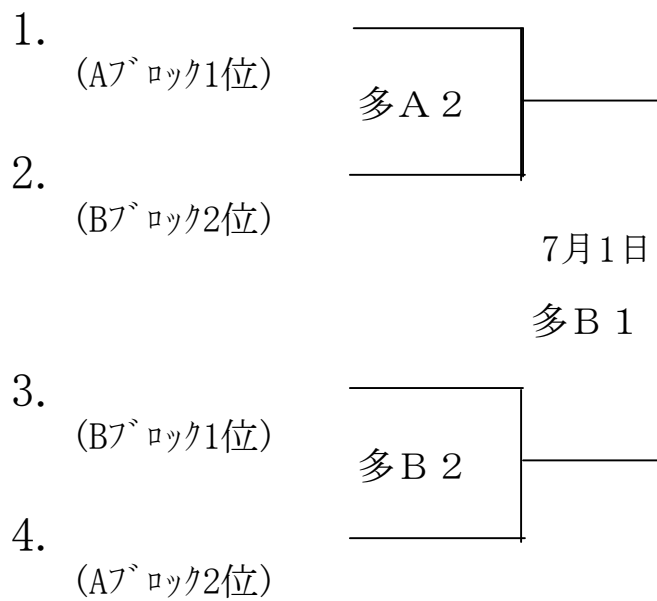 1.
(Aﾌﾞﾛｯｸ1位)
多A２
2.
(Bﾌﾞﾛｯｸ2位)
7月1日
多B１
3.
(Bﾌﾞﾛｯｸ1位)
多B２
4.
(Aﾌﾞﾛｯｸ2位)